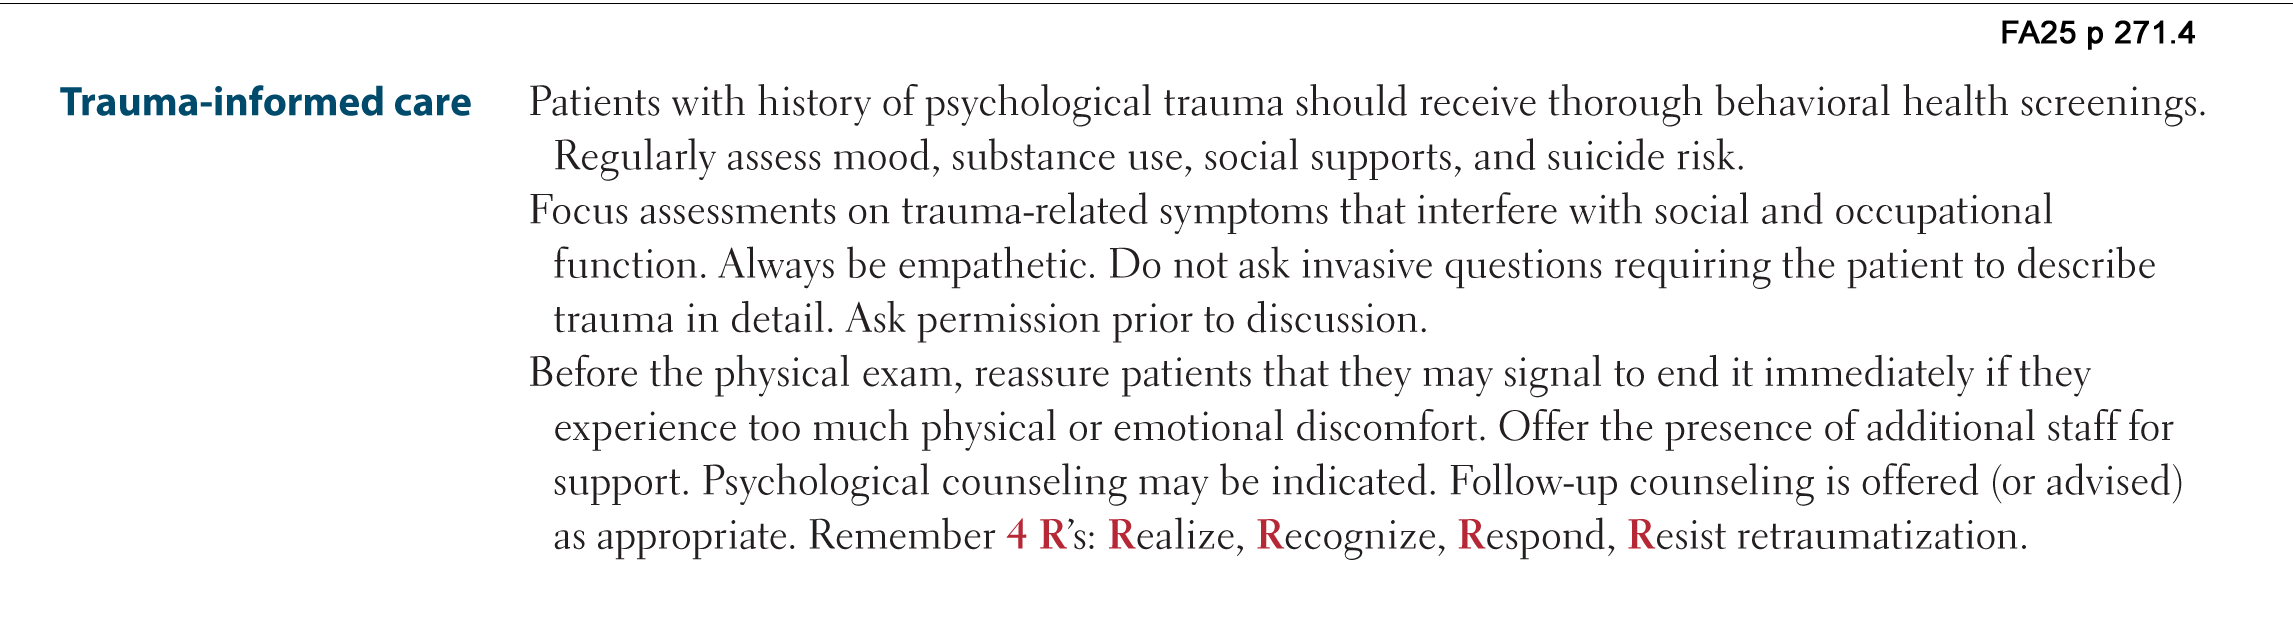 FA25 p 271.4
Trauma-informed care
Patients with history of psychological trauma should receive thorough behavioral health screenings.
Regularly assess mood, substance use, social supports, and suicide risk.
Focus assessments on trauma-related symptoms that interfere with social and occupational
function. Always be empathetic. Do not ask invasive questions requiring the patient to describe
trauma in detail. Ask permission prior to discussion.
Before the physical exam, reassure patients that they may signal to end it immediately if they
experience too much physical or emotional discomfort. Offer the presence of additional staff for
support. Psychological counseling may be indicated. Follow-up counseling is offered (or advised)
as appropriate. Remember 4 R’s: Realize, Recognize, Respond, Resist retraumatization.